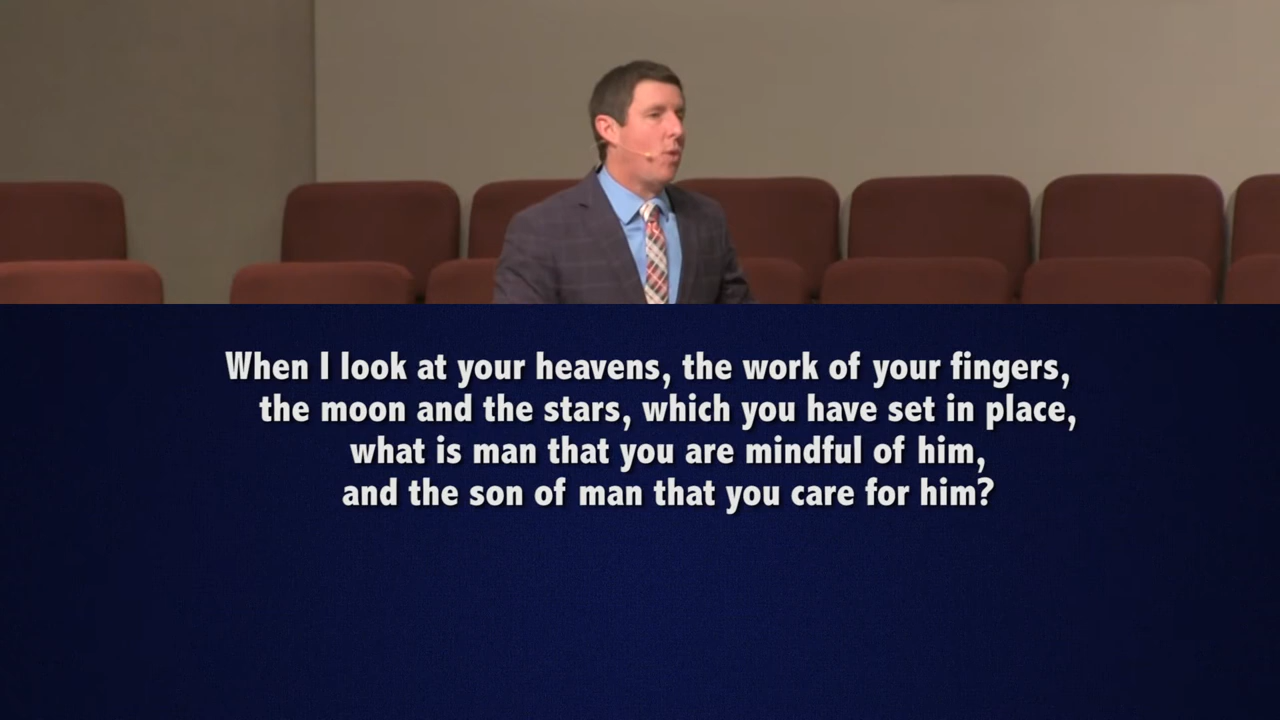 When I look at your heavens, the work of your fingers,
the moon and the stars, which you have set in place,
what is man that you are mindful of him,
and the son of man that you care for him?